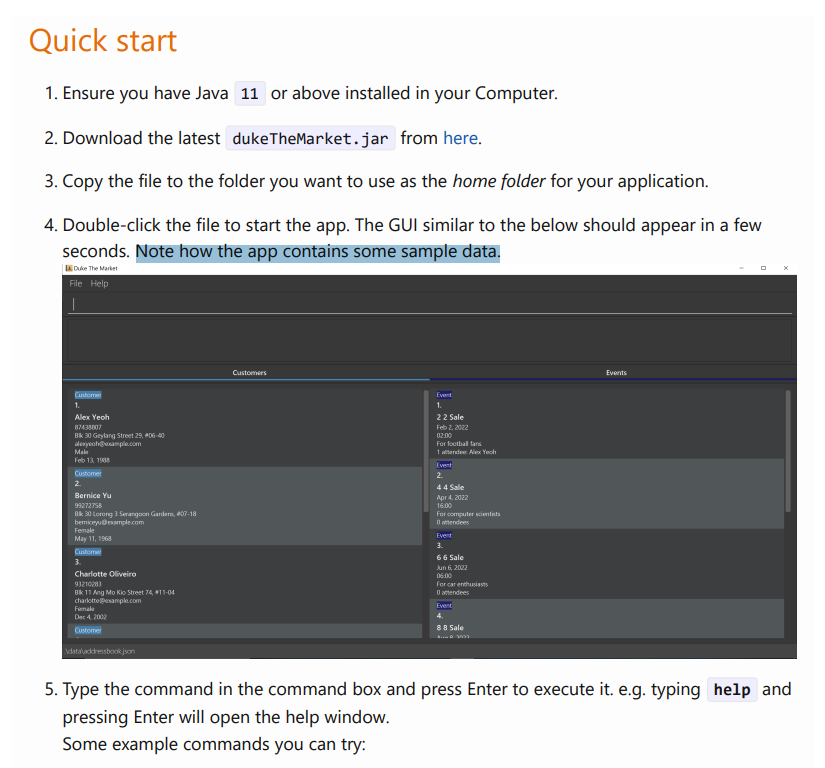 Quick start
1. Ensure you have Java 11 or above installed in your Computer.
2. Download the latest dukeTheMarket.jar from here.
3. Copy the file to the folder you want to use as the home folder for your application.
4. Double-click the file to start the app. The GUI similar to the below should appear in a few
seconds. Note how the app contains some sample data.
Duke The Market
File Help
Customers
Events
Customer
1.
Alex Yeoh
87438807
Blk 30 Geylang Street 29, #06-40
alexyeoh@example.com
Male
Feb 13, 1988
Customer
2.
Bernice Yu
99272758
Blk 30 Lorong 3 Serangoon Gardens, #07-18
berniceyu@example.com
Female
May 11, 1968
Customer
3.
Charlotte Oliveiro
93210283
Blk 11 Ang Mo Kio Street 74, #11-04
charlotte@example.com
Female
Dec 4, 2002
Customer
Event
1.
2 2 Sale
Feb 2, 2022
02:00
For football fans
1 attendee: Alex Yeoh
Event
2.
4 4 Sale
Apr 4, 2022
16:00
For computer scientists
0 attendees
Event
3.
6 6 Sale
Jun 6, 2022
06:00
For car enthusiasts
0 attendees
Event
4.
8 8 Sale
Aug 8, 2022
\data\addressbook.json
5. Type the command in the command box and press Enter to execute it. e.g. typing help and
pressing Enter will open the help window.
Some example commands you can try: